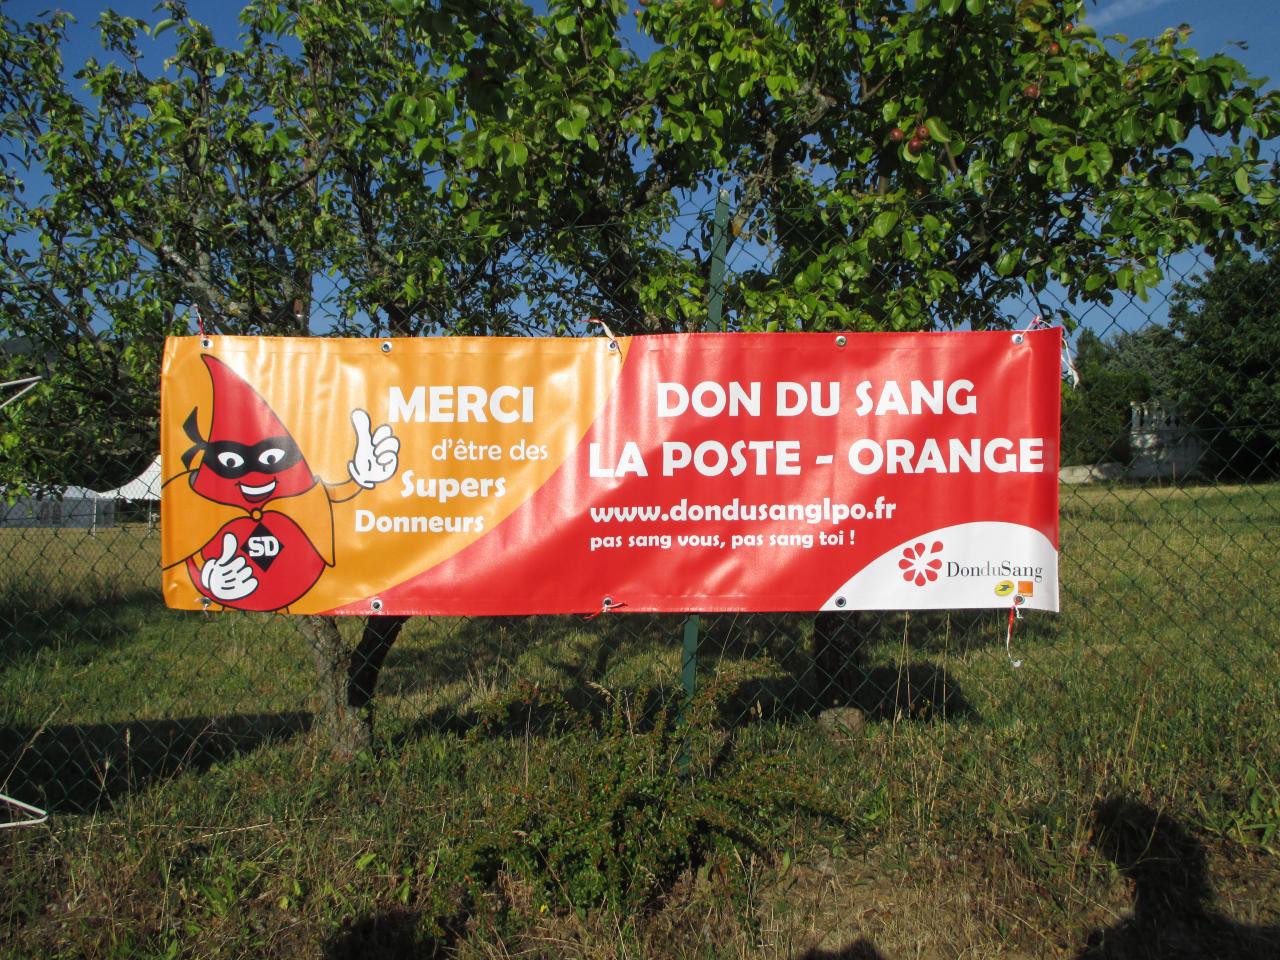 MERCI
d'être des
Supers
Donneurs
SD
DON DU SANG
LA POSTE - ORANGE
www.dondusanglpo.fr
pas sang vous, pas sang toi !
DonduSang